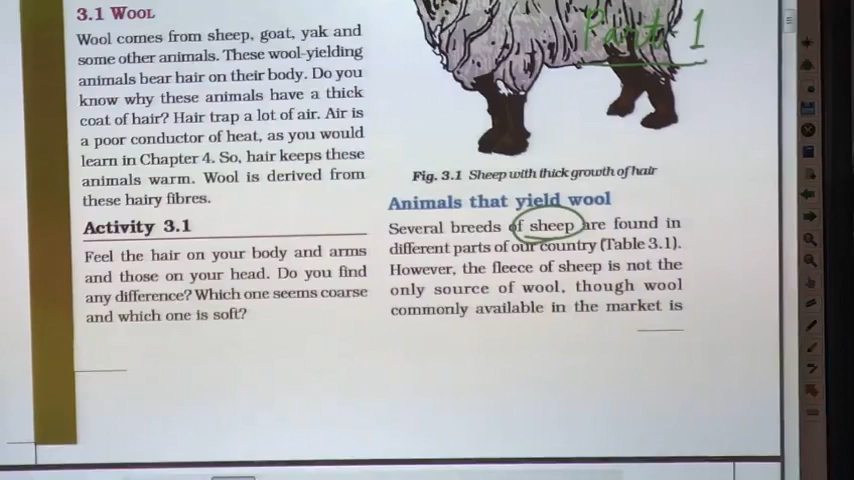 3.1 WOOL
Wool comes from sheep, goat, yak and
some other animals. These wool-yielding
animals bear hair on their body. Do you
know why these animals have a thick
coat of hair? Hair trap a lot of air. Air is
a poor conductor of heat, as you would
learn in Chapter 4. So, hair keeps these
animals warm. Wool is derived from
these hairy fibres.
Activity 3.1
Feel the hair on your body and arms
and those on your head. Do you find
any difference? Which one seems coarse
and which one is soft?
Part 1
Fig. 3.1 Sheep with thick growth of hair
Animals that yield wool
Several breeds of sheep are found in
different parts of our country (Table 3.1).
However, the fleece of sheep is not the
only source of wool, though wool
commonly available in the market is